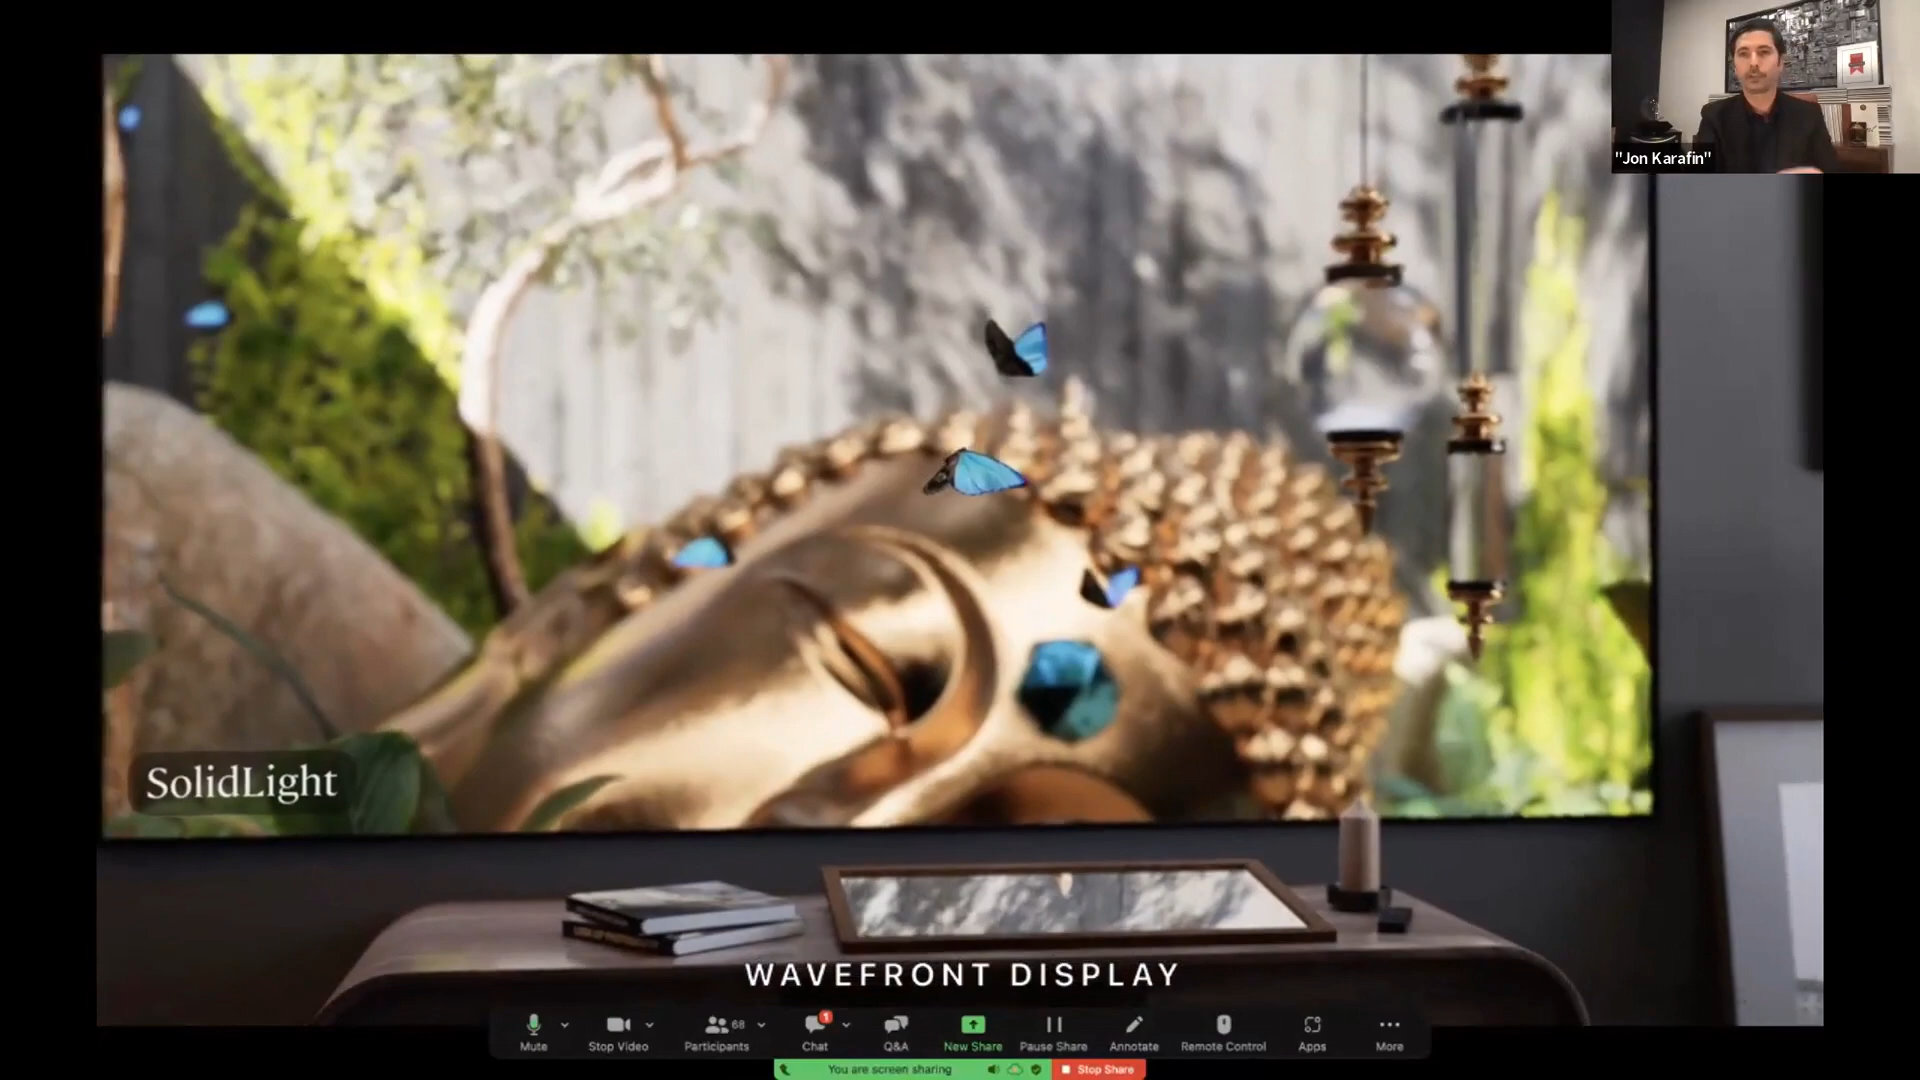 "Jon Karafin"
SolidLight
WAVEFRONT DISPLAY
Mute
Stop Video
68
Participants
1
Chat
Q&A
New Share
Pause Share
Annotate
Remote Control
Apps
More
You are screen sharing
Stop Share